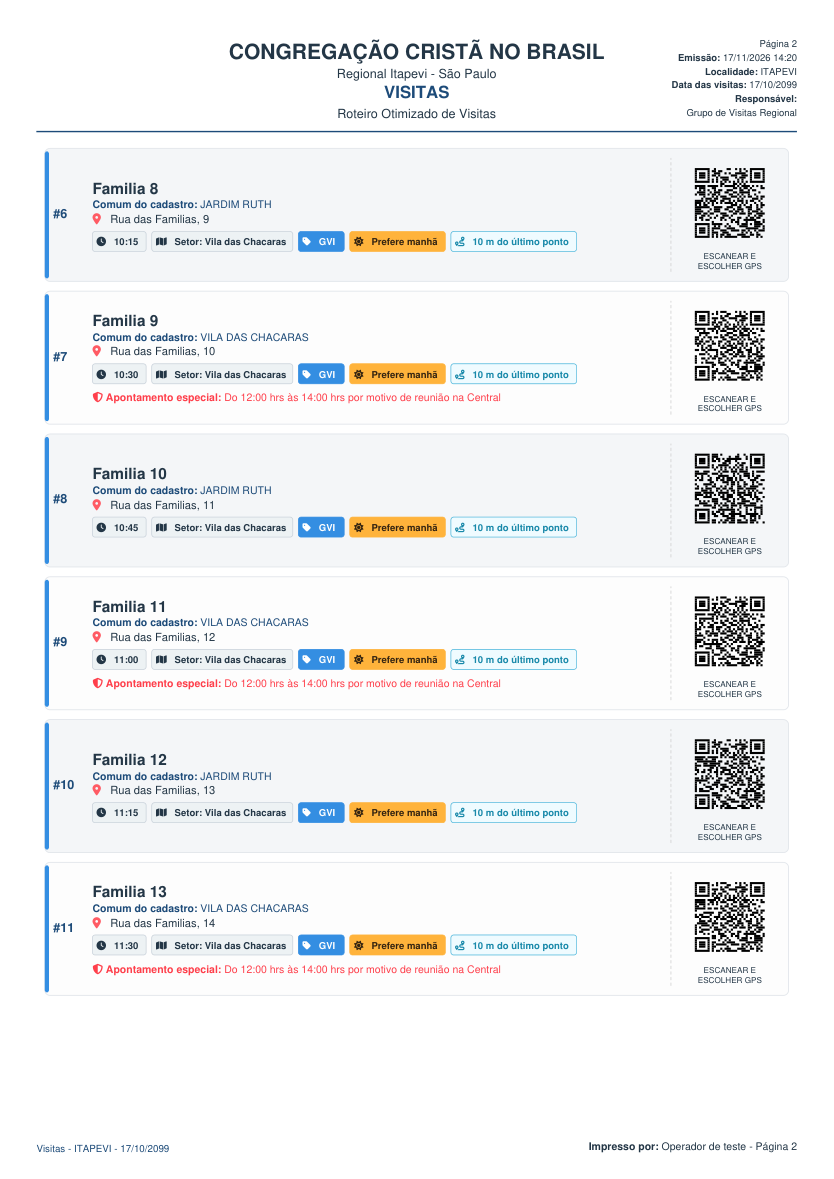 CONGREGAÇÃO CRISTÃ NO BRASIL
Regional Itapevi - São Paulo
VISITAS
Roteiro Otimizado de Visitas
Página 2
Emissão: 17/11/2026 14:20
Localidade: ITAPEVI
Data das visitas: 17/10/2099
Responsável:
Grupo de Visitas Regional
#6
Familia 8
Comum do cadastro: JARDIM RUTH
Rua das Familias, 9
10:15 Setor: Vila das Chacaras GVI Prefere manhã 10 m do último ponto
ESCANEAR E
ESCOLHER GPS
#7
Familia 9
Comum do cadastro: VILA DAS CHACARAS
Rua das Familias, 10
10:30 Setor: Vila das Chacaras GVI Prefere manhã 10 m do último ponto
Apontamento especial: Do 12:00 hrs às 14:00 hrs por motivo de reunião na Central
ESCANEAR E
ESCOLHER GPS
#8
Familia 10
Comum do cadastro: JARDIM RUTH
Rua das Familias, 11
10:45 Setor: Vila das Chacaras GVI Prefere manhã 10 m do último ponto
ESCANEAR E
ESCOLHER GPS
#9
Familia 11
Comum do cadastro: VILA DAS CHACARAS
Rua das Familias, 12
11:00 Setor: Vila das Chacaras GVI Prefere manhã 10 m do último ponto
Apontamento especial: Do 12:00 hrs às 14:00 hrs por motivo de reunião na Central
ESCANEAR E
ESCOLHER GPS
#10
Familia 12
Comum do cadastro: JARDIM RUTH
Rua das Familias, 13
11:15 Setor: Vila das Chacaras GVI Prefere manhã 10 m do último ponto
ESCANEAR E
ESCOLHER GPS
#11
Familia 13
Comum do cadastro: VILA DAS CHACARAS
Rua das Familias, 14
11:30 Setor: Vila das Chacaras GVI Prefere manhã 10 m do último ponto
Apontamento especial: Do 12:00 hrs às 14:00 hrs por motivo de reunião na Central
ESCANEAR E
ESCOLHER GPS
Visitas - ITAPEVI - 17/10/2099
Impresso por: Operador de teste - Página 2